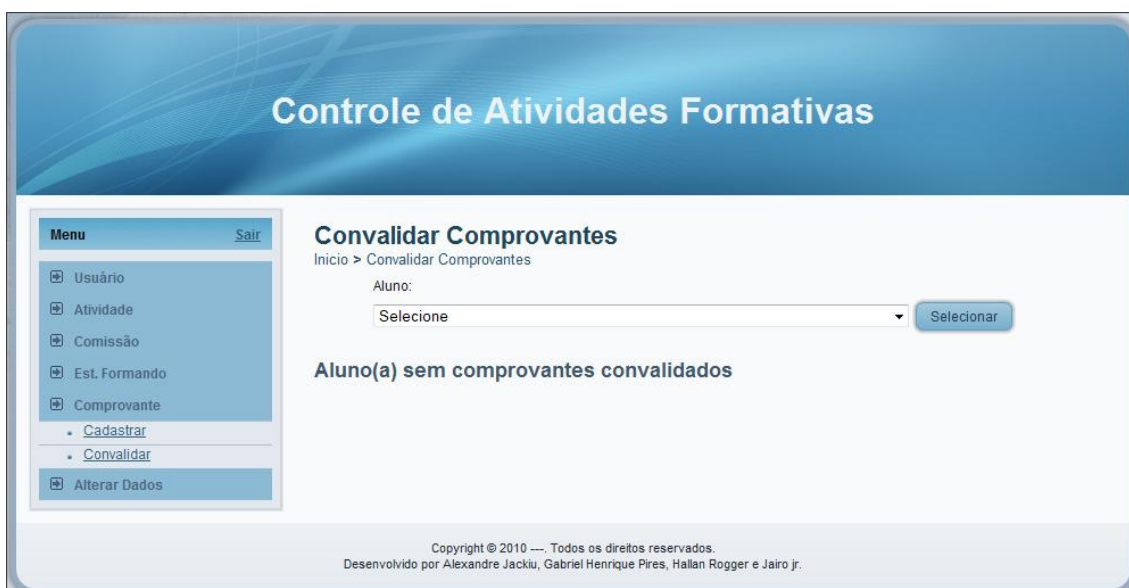 Controle de Atividades Formativas
Menu Sair
Usuário
Atividade
Comissão
Est. Formando
Comprovante
Cadastrar
Convalidar
Alterar Dados
Convalidar Comprovantes
Inicio > Convalidar Comprovantes
Aluno:
Selecione Selecionar
Aluno(a) sem comprovantes convalidados
Copyright © 2010 ---. Todos os direitos reservados.
Desenvolvido por Alexandre Jackiu, Gabriel Henrique Pires, Hallan Rogger e Jairo jr.